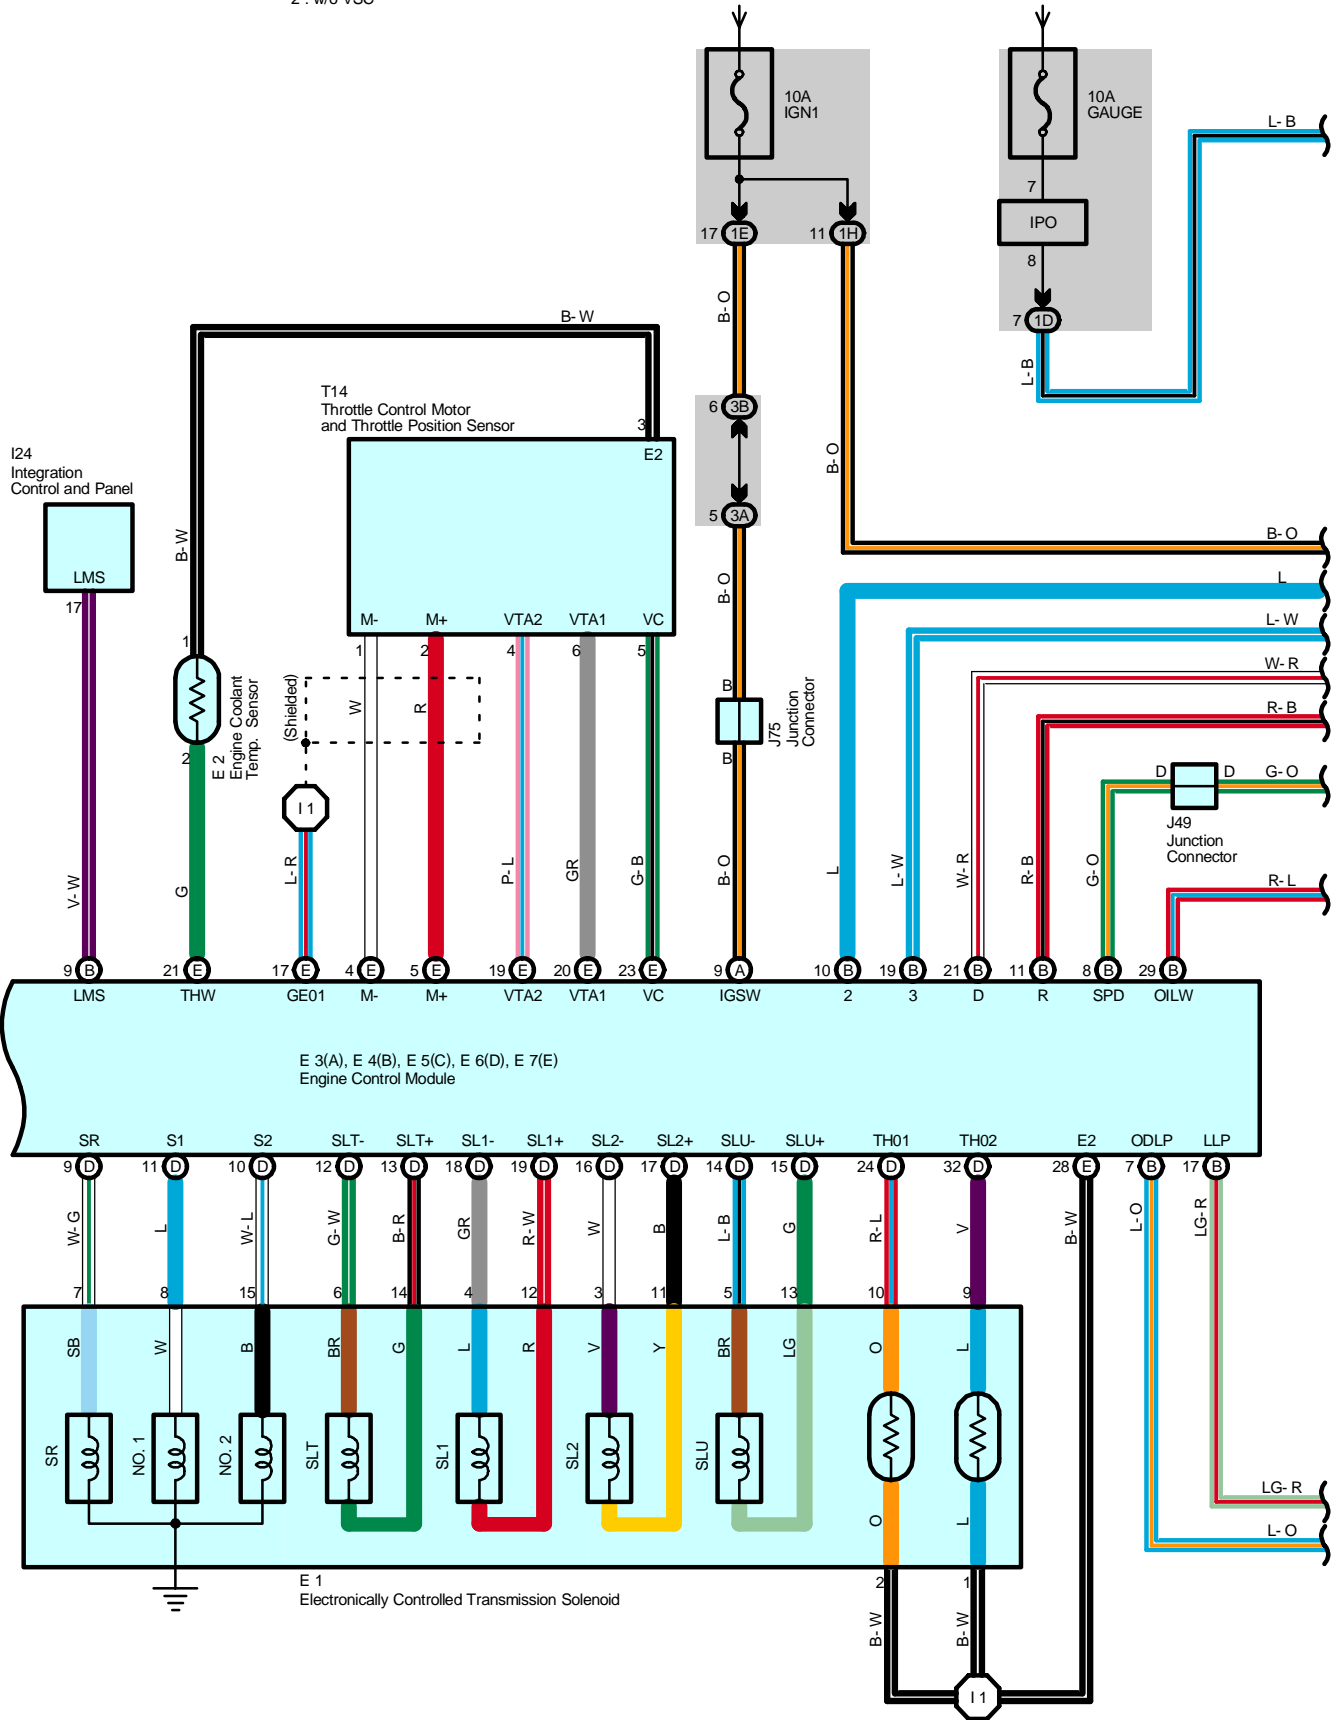 2 : w/o VSC
10A
IGN1
10A
GAUGE
L- B
7
IPO
17 1E
11 1H
8
7 1D
B- W
B- O
L- B
T14
Throttle Control Motor
and Throttle Position Sensor
3
E2
6 3B
B- O
I24
Integration
Control and Panel
5 3A
LMS
17
B- W
B- O
B- O
L
L- W
W- R
R- B
M-
M+
VTA2
VTA1
VC
1
2
4
6
5
1
(Shielded)
W
R
B
J75
Junction
Connector
B
2
E 2
Engine Coolant
Temp. Sensor
I 1
D
D
G- O
J49
Junction
Connector
V- W
G
L- R
P- L
GR
G- B
B- O
L
L- W
W- R
R- B
G- O
R- L
9 B
21 E
17 E
4 E
5 E
19 E
20 E
23 E
9 A
10 B
19 B
21 B
11 B
8 B
29 B
LMS
THW
GE01
M-
M+
VTA2
VTA1
VC
IGSW
2
3
D
R
SPD
OILW
E 3(A), E 4(B), E 5(C), E 6(D), E 7(E)
Engine Control Module
SR
S1
S2
SLT-
SLT+
SL1-
SL1+
SL2-
SL2+
SLU-
SLU+
TH01
TH02
E2
ODLP
LLP
9 D
11 D
10 D
12 D
13 D
18 D
19 D
16 D
17 D
14 D
15 D
24 D
32 D
28 E
7 B
17 B
W- G
L
W- L
G- W
B- R
GR
R- W
W
B
L- B
G
R- L
V
B- W
L- O
LG- R
7
8
15
6
14
4
12
3
11
5
13
10
9
SB
W
B
BR
G
L
R
V
Y
BR
LG
O
L
SR
NO. 1
NO. 2
SLT
SL1
SL2
SLU
O
L
LG- R
L- O
E 1
Electronically Controlled Transmission Solenoid
2
1
B- W
B- W
I 1